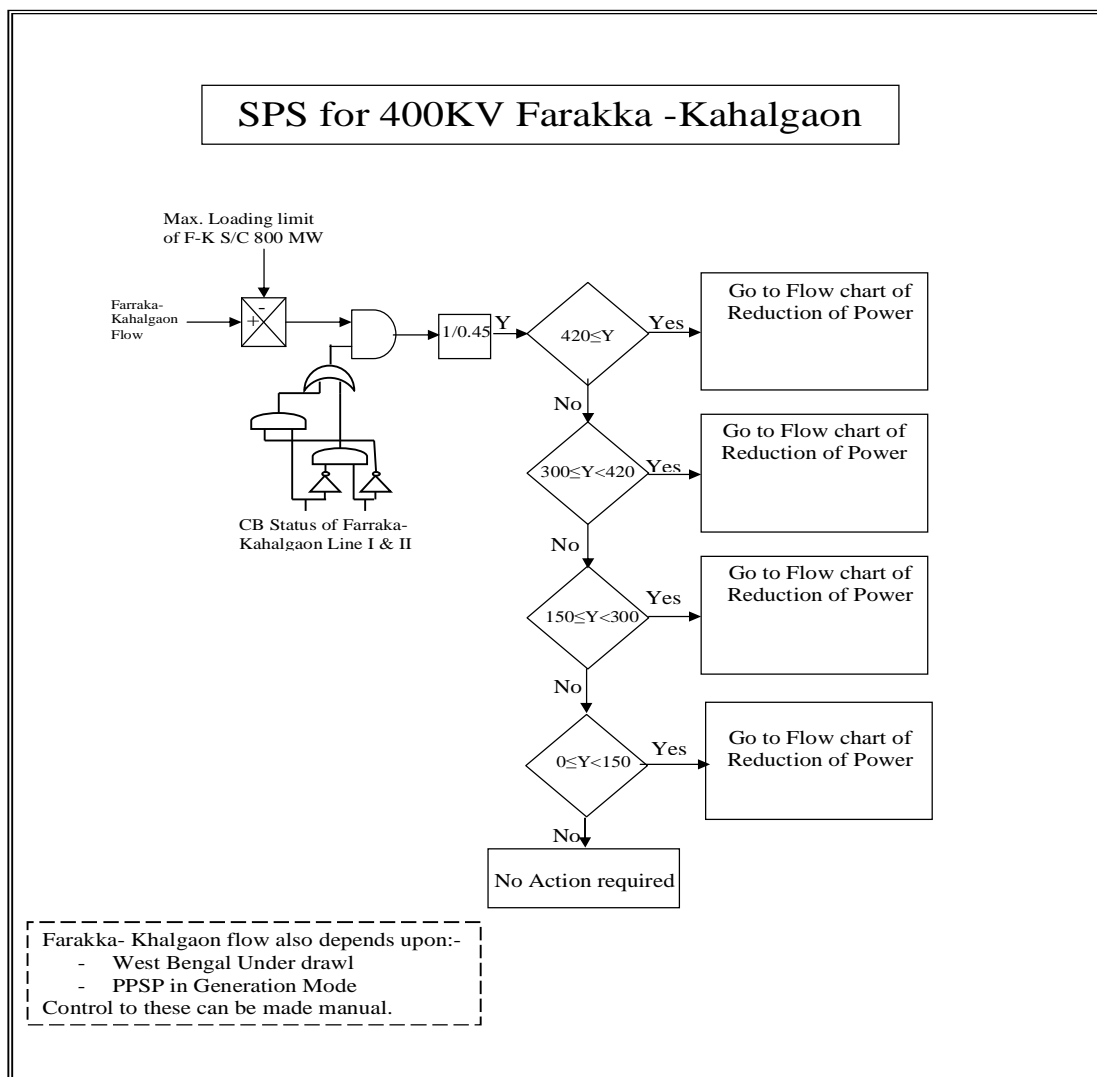 SPS for 400KV Farakka -Kahalgaon
Max. Loading limit
of F-K S/C 800 MW
Farraka-
Kahalgaon
Flow
-
+
1/0.45
Y
420≤Y
Yes
Go to Flow chart of
Reduction of Power
No
300≤Y<420
Yes
Go to Flow chart of
Reduction of Power
CB Status of Farraka-
Kahalgaon Line I & II
No
150≤Y<300
Yes
Go to Flow chart of
Reduction of Power
No
0≤Y<150
Yes
Go to Flow chart of
Reduction of Power
No
No Action required
Farakka- Khalgaon flow also depends upon:-
- West Bengal Under drawl
- PPSP in Generation Mode
Control to these can be made manual.